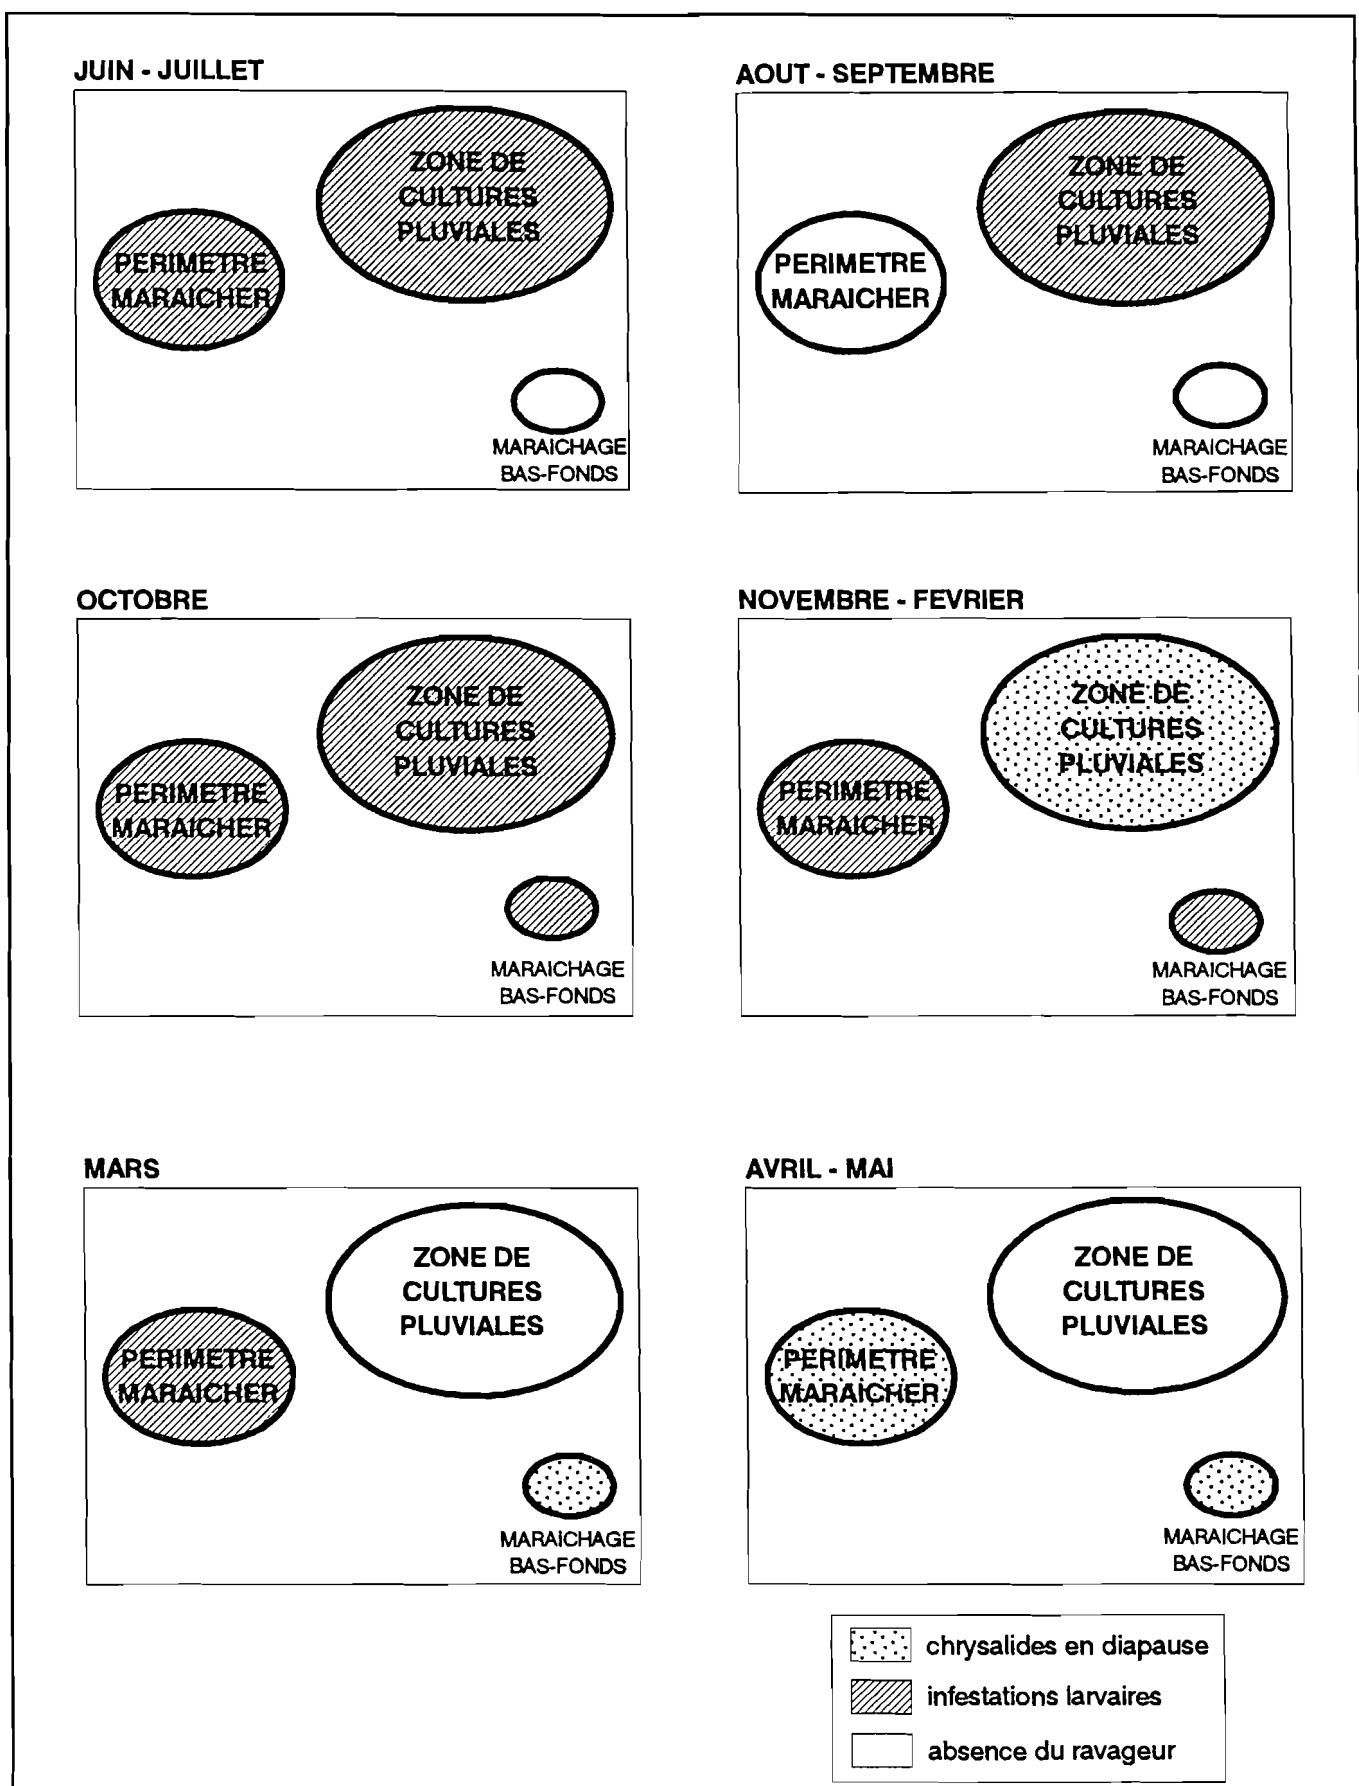 JUIN - JUILLET
ZONE DE
CULTURES
PLUVIALES
PERIMETRE
MARAICHER
MARAICHAGE
BAS-FONDS
AOUT - SEPTEMBRE
ZONE DE
CULTURES
PLUVIALES
PERIMETRE
MARAICHER
MARAICHAGE
BAS-FONDS
OCTOBRE
ZONE DE
CULTURES
PLUVIALES
PERIMETRE
MARAICHER
MARAICHAGE
BAS-FONDS
NOVEMBRE - FEVRIER
ZONE DE
CULTURES
PLUVIALES
PERIMETRE
MARAICHER
MARAICHAGE
BAS-FONDS
MARS
ZONE DE
CULTURES
PLUVIALES
PERIMETRE
MARAICHER
MARAICHAGE
BAS-FONDS
AVRIL - MAI
ZONE DE
CULTURES
PLUVIALES
PERIMETRE
MARAICHER
MARAICHAGE
BAS-FONDS
chrysalides en diapause
infestations larvaires
absence du ravageur